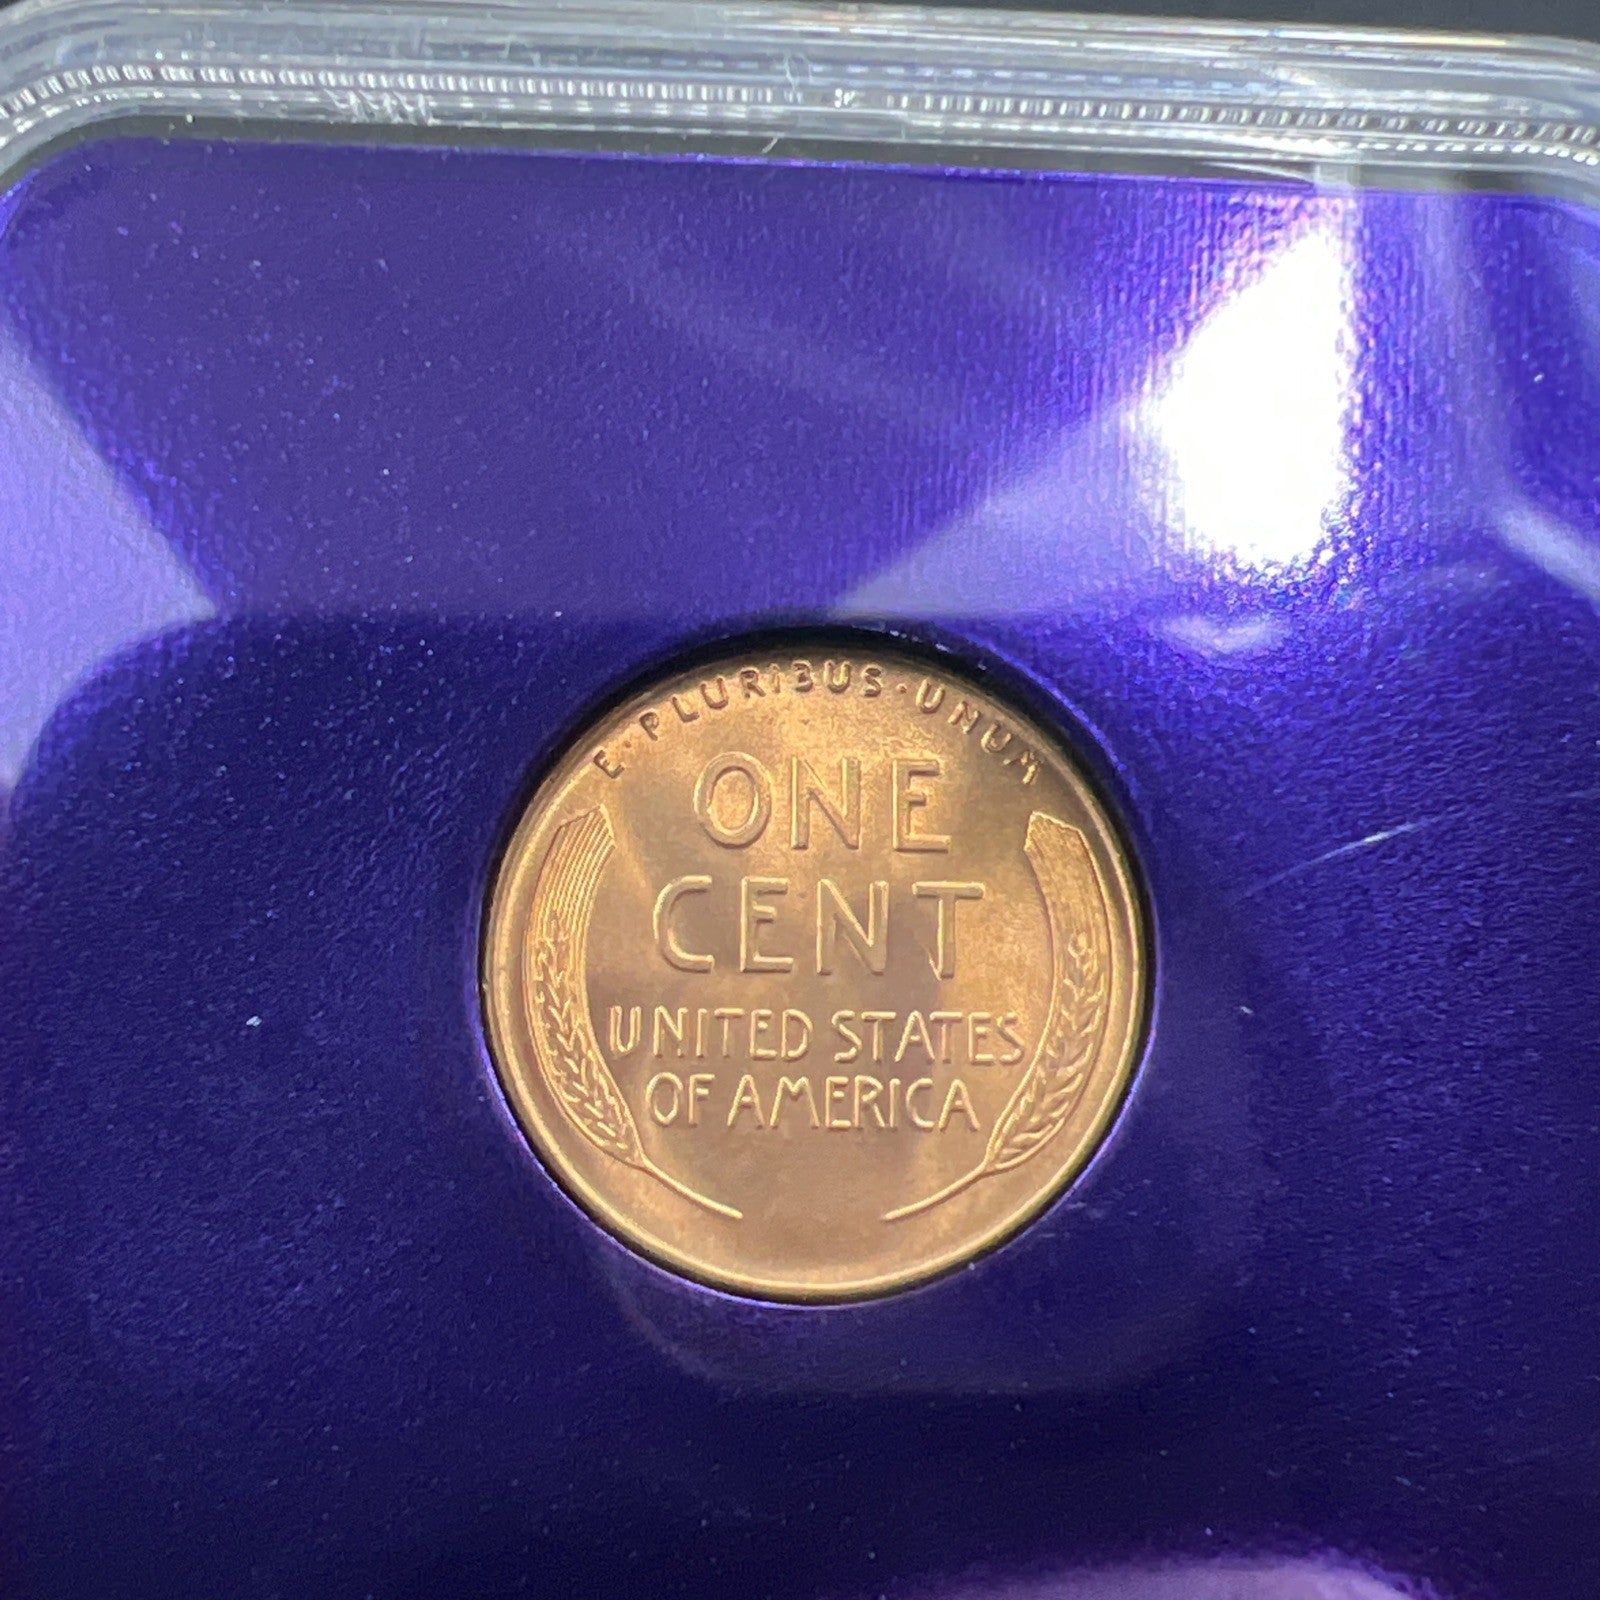 E·PLURIBUS·UNUM
ONE
CENT
UNITED STATES
OF AMERICA